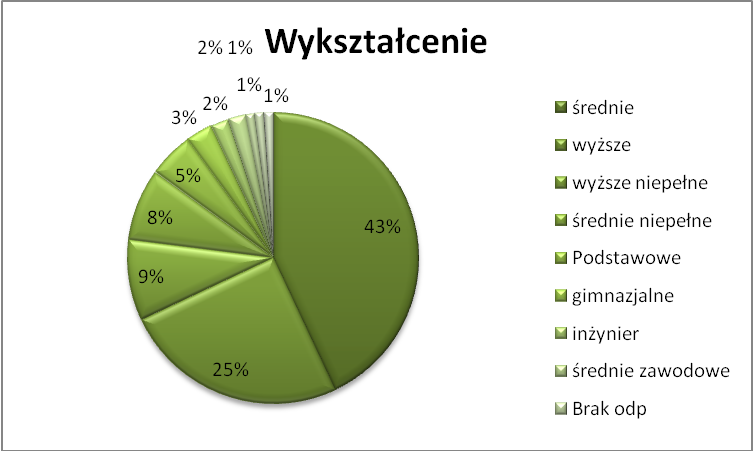 Wykształcenie
2% 1%
1%
1%
2%
3%
5%
8%
9%
25%
43%
średnie
wyższe
wyższe niepełne
średnie niepełne
Podstawowe
gimnazjalne
inżynier
średnie zawodowe
Brak odp